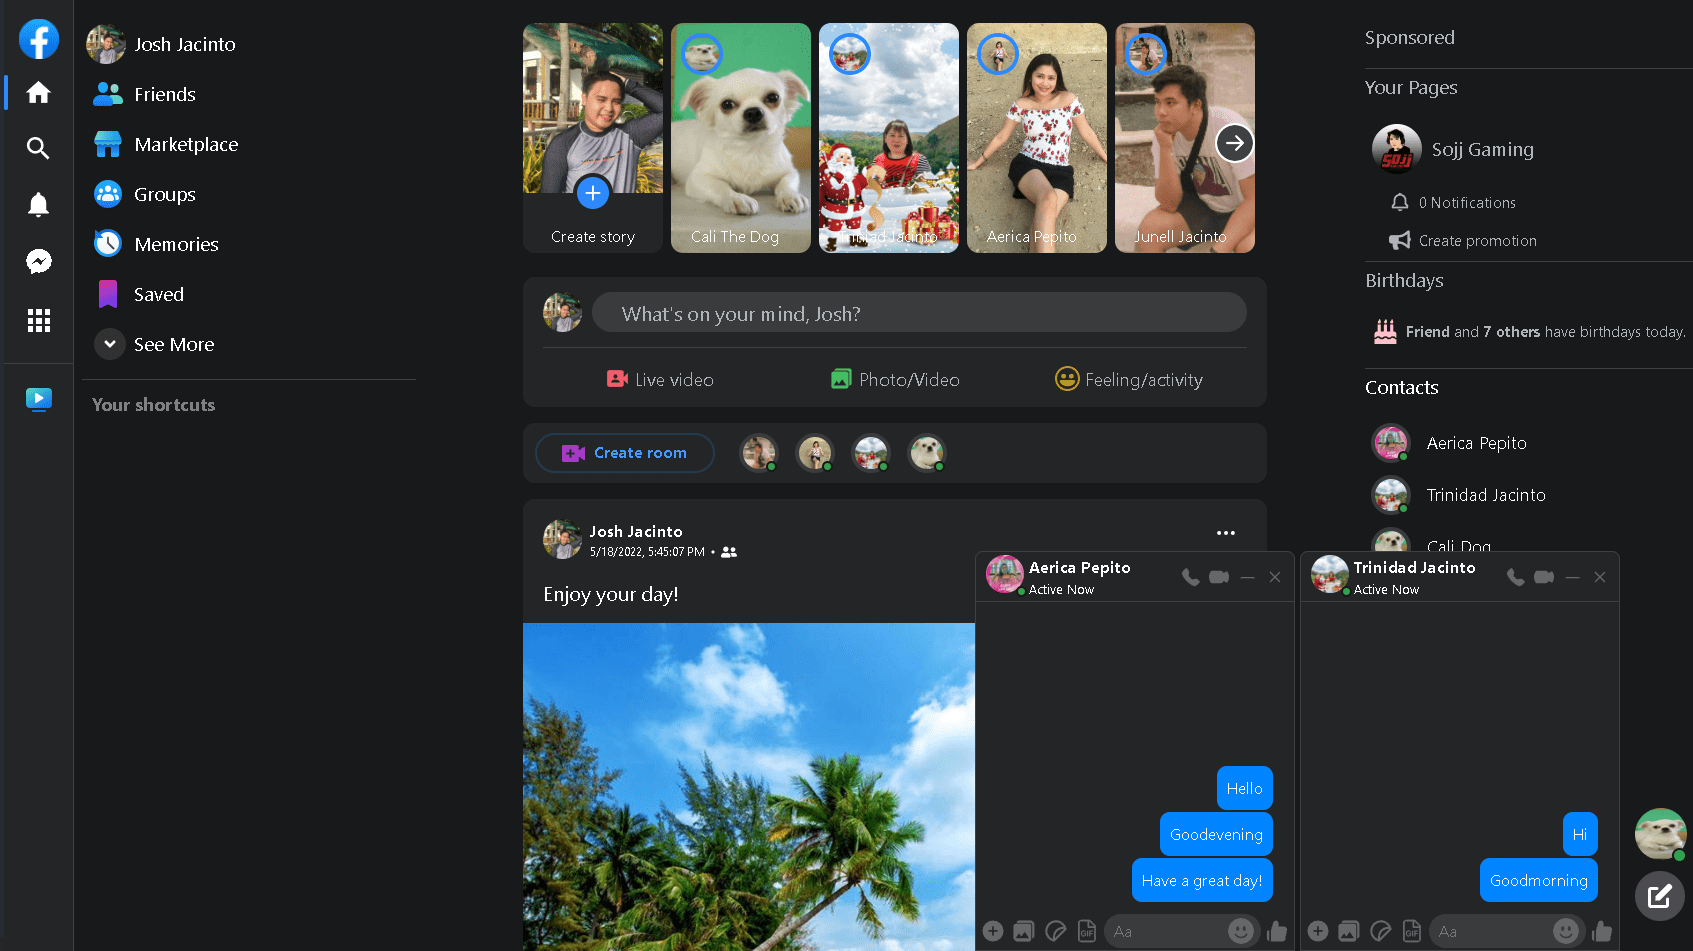 Josh Jacinto
Friends
Marketplace
Groups
Memories
Saved
See More
Your shortcuts
Create story
Cali The Dog
Trinidad Jacinto
Aerica Pepito
Junell Jacinto
What's on your mind, Josh?
Live video
Photo/Video
Feeling/activity
Create room
Josh Jacinto
5/18/2022, 5:45:07 PM •
Enjoy your day!
Sponsored
Your Pages
SOJJ
Sojj Gaming
0 Notifications
Create promotion
Birthdays
Friend and 7 others have birthdays today.
Contacts
Aerica Pepito
Trinidad Jacinto
Cali Dog
Aerica Pepito
Active Now
Hello
Goodevening
Have a great day!
GIF
Aa
Trinidad Jacinto
Active Now
Hi
Goodmorning
GIF
Aa